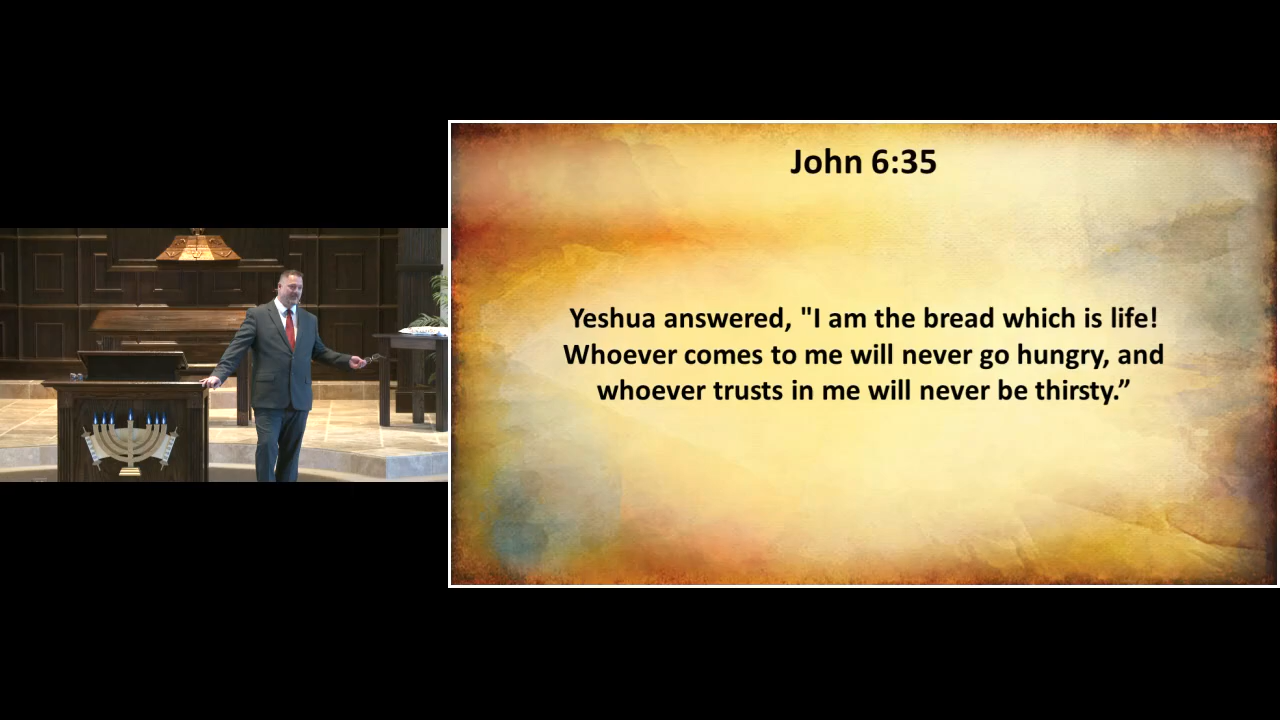 John 6:35
Yeshua answered, "I am the bread which is life!
Whoever comes to me will never go hungry, and
whoever trusts in me will never be thirsty.”